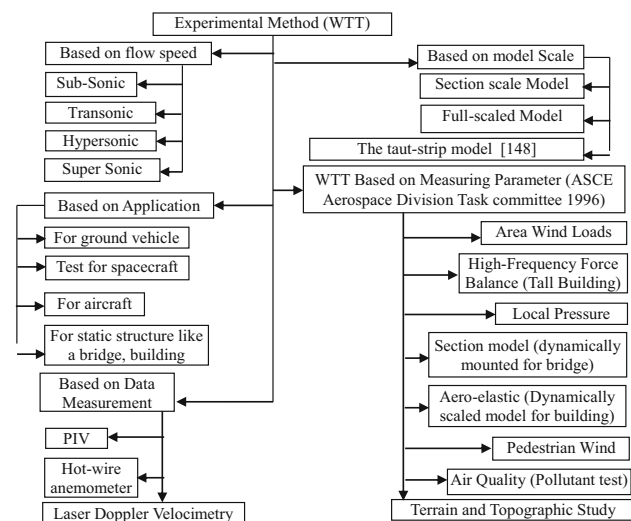 Experimental Method (WTT)
Based on flow speed
Sub-Sonic
Transonic
Hypersonic
Super Sonic
Based on model Scale
Section scale Model
Full-scaled Model
The taut-strip model [148]
WTT Based on Measuring Parameter (ASCE
Aerospace Division Task committee 1996)
Based on Application
For ground vehicle
Test for spacecraft
For aircraft
For static structure like
a bridge, building
Area Wind Loads
High-Frequency Force
Balance (Tall Building)
Local Pressure
Section model (dynamically
mounted for bridge)
Aero-elastic (Dynamically
scaled model for building)
Pedestrian Wind
Air Quality (Pollutant test)
Terrain and Topographic Study
Based on Data
Measurement
PIV
Hot-wire
anemometer
Laser Doppler Velocimetry